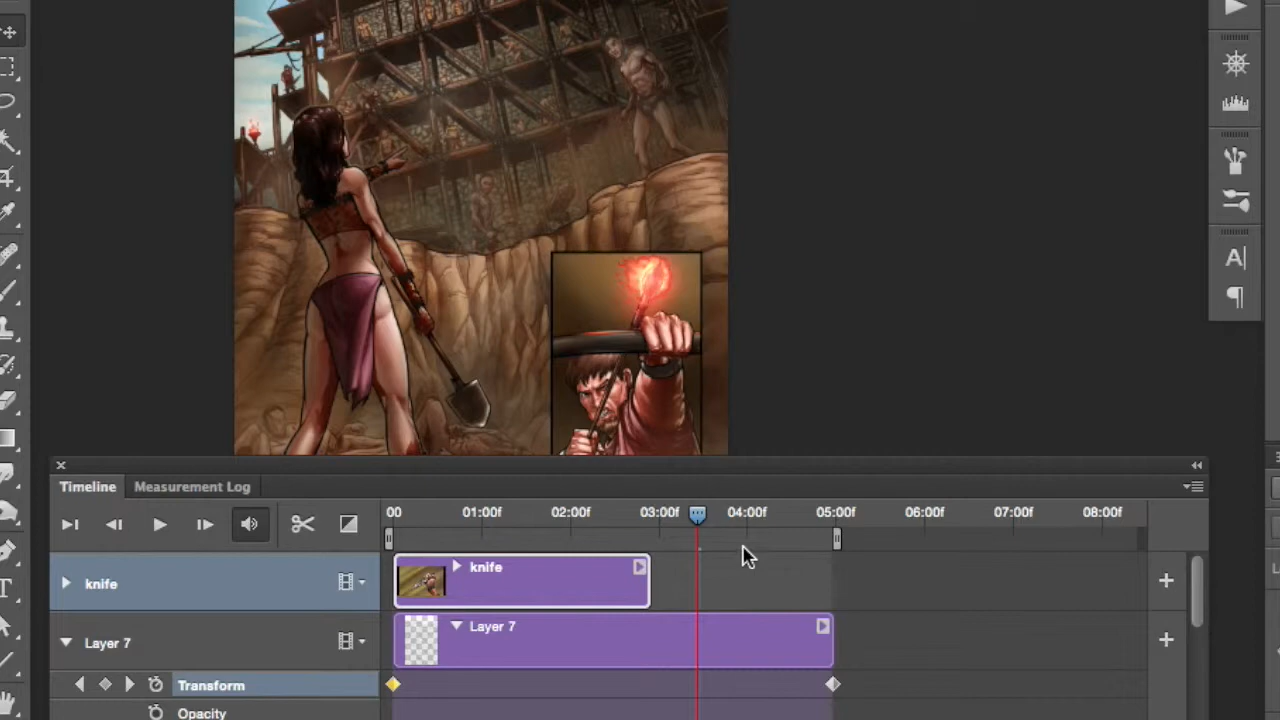 Timeline Measurement Log
00 01:00f 02:00f 03:00f 04:00f 05:00f 06:00f 07:00f 08:00f
knife knife
Layer 7 Layer 7
Transform
Opacity